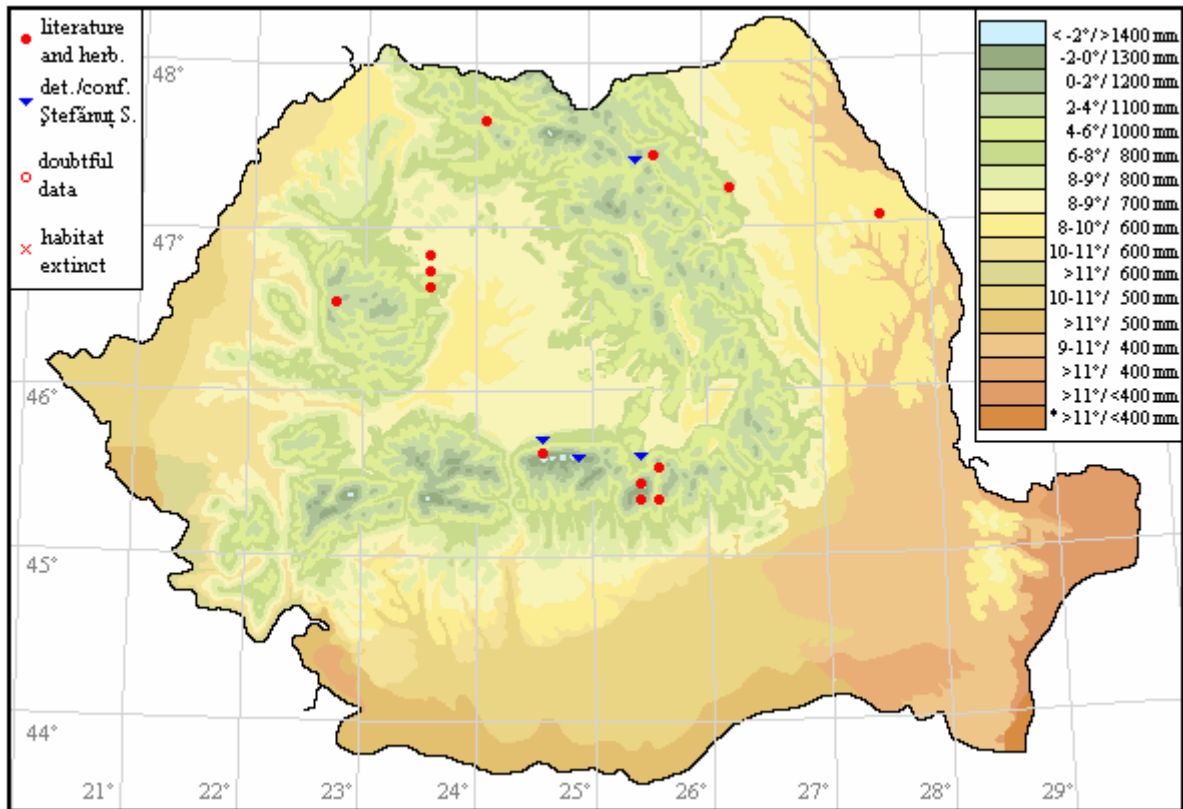 literature
and herb.
det./conf.
Ștefănuț S.
doubtful
data
habitat
extinct
< -2°/>1400 mm
-2-0°/1300 mm
0-2°/1200 mm
2-4°/1100 mm
4-6°/1000 mm
6-8°/ 800 mm
8-9°/ 800 mm
8-9°/ 700 mm
8-10°/ 600 mm
10-11°/ 600 mm
>11°/ 600 mm
10-11°/ 500 mm
>11°/ 500 mm
9-11°/ 400 mm
>11°/ 400 mm
>11°/<400 mm
* >11°/<400 mm
48°
47°
46°
45°
44°
21°
22°
23°
24°
25°
26°
27°
28°
29°